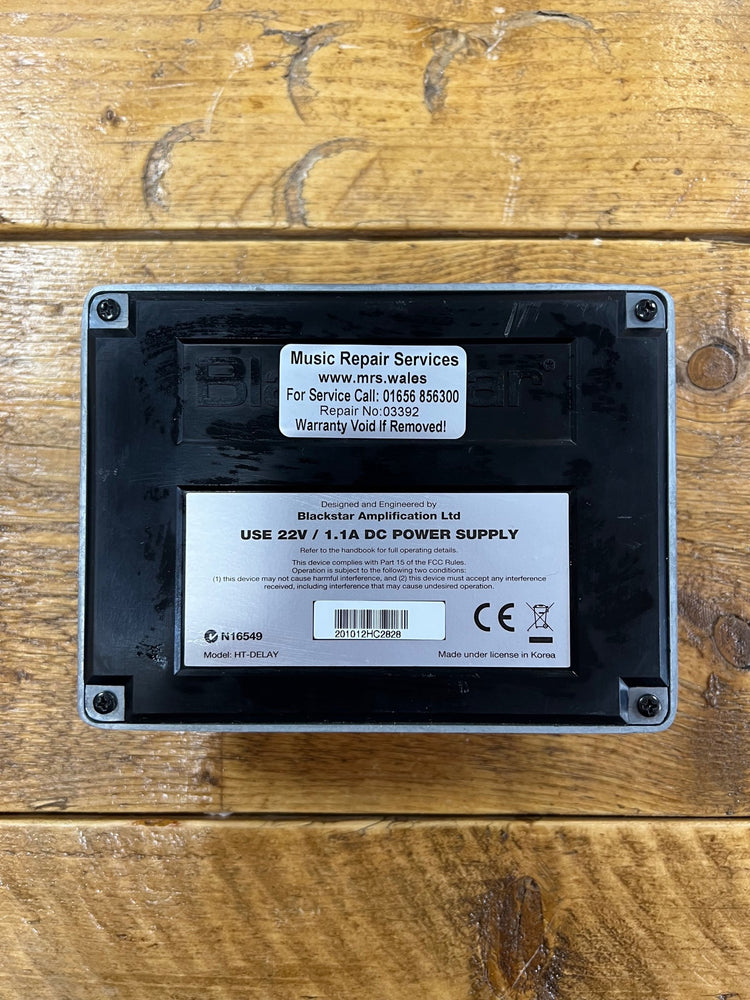 Music Repair Services
www.mrs.wales
For Service Call: 01656 856300
Repair No:03392
Warranty Void If Removed!
Designed and Engineered by
Blackstar Amplification Ltd
USE 22V / 1.1A DC POWER SUPPLY
Refer to the handbook for full operating details.
This device complies with Part 15 of the FCC Rules.
Operation is subject to the following two conditions:
(1) this device may not cause harmful interference, and (2) this device must accept any interference
received, including interference that may cause undesired operation.
N16549
201012HC2828
CE
Model: HT-DELAY
Made under license in Korea